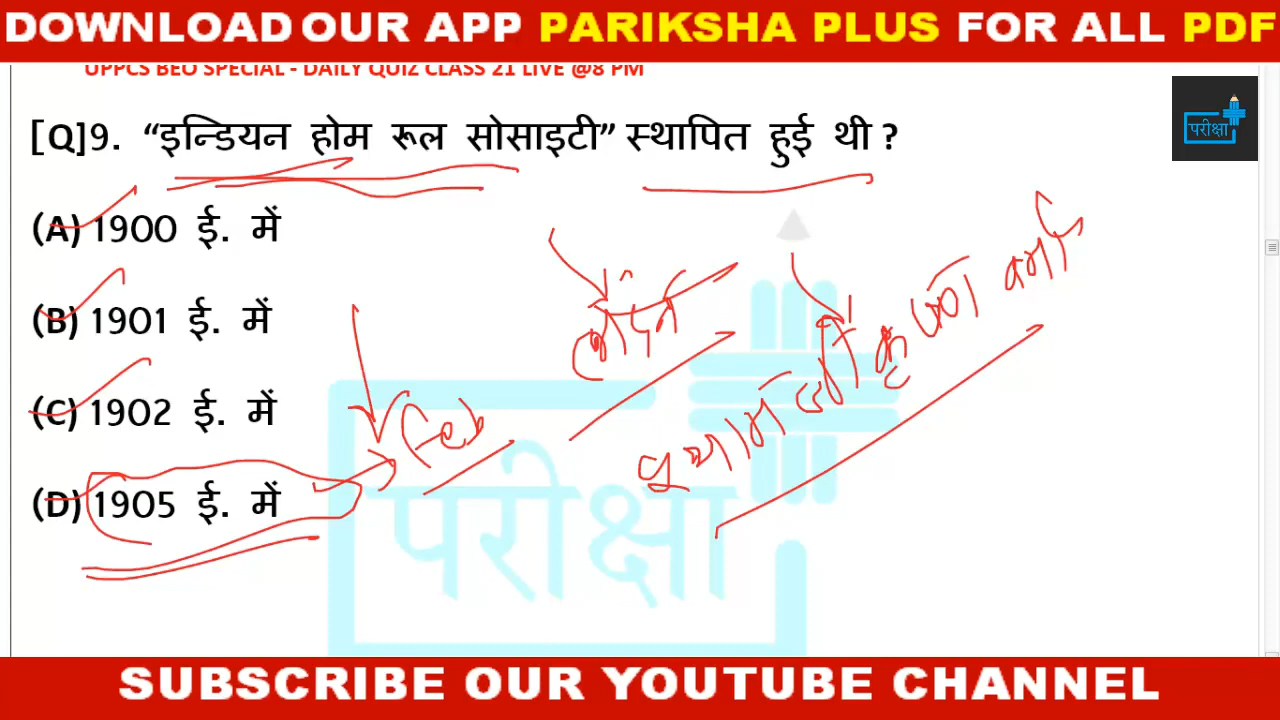 DOWNLOAD OUR APP PARIKSHA PLUS FOR ALL PDF
UPPCS BEO SPECIAL - DAILY QUIZ CLASS 21 LIVE @8 PM
परीक्षा
[Q]9. “इन्डियन होम रूल सोसाइटी” स्थापित हुई थी ?
(A) 1900 ई. में
(B) 1901 ई. में
(C) 1902 ई. में
(D) 1905 ई. में
Feb
परीक्षा
SUBSCRIBE OUR YOUTUBE CHANNEL